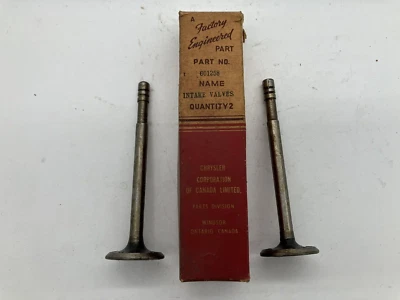 A
Factory
Engineered
PART
PART NO.
NAME
INTAKE VALVES
QUANTITY 2
CHRYSLER
CORPORATION
OF CANADA LIMITED.
PARTS DIVISION
WINDSOR
ONTARIO CANADA